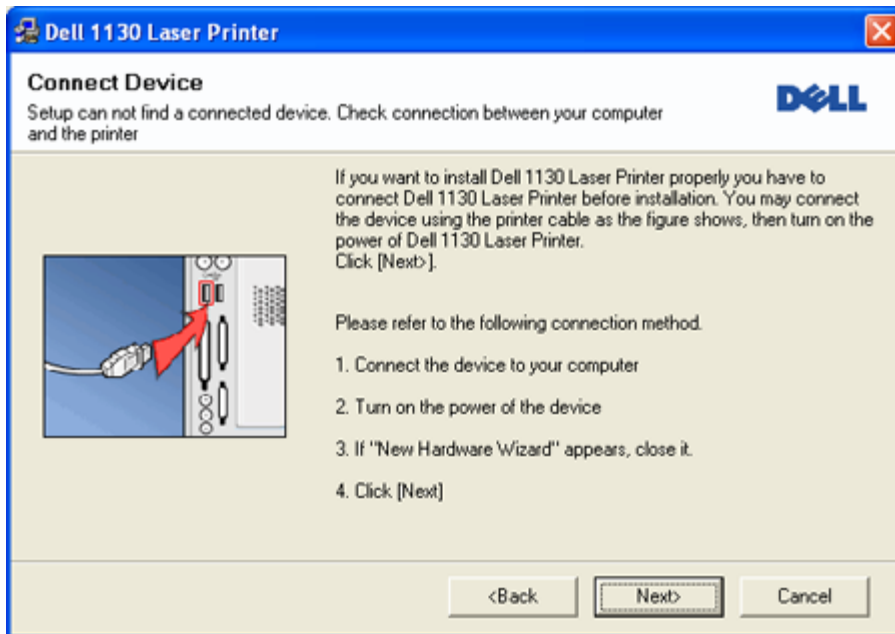 Dell 1130 Laser Printer
Connect Device
Setup can not find a connected device. Check connection between your computer
and the printer
DELL
If you want to install Dell 1130 Laser Printer properly you have to
connect Dell 1130 Laser Printer before installation. You may connect
the device using the printer cable as the figure shows, then turn on the
power of Dell 1130 Laser Printer.
Click [Next>].
Please refer to the following connection method.
1. Connect the device to your computer
2. Turn on the power of the device
3. If "New Hardware Wizard" appears, close it.
4. Click [Next]
<Back
Next>
Cancel